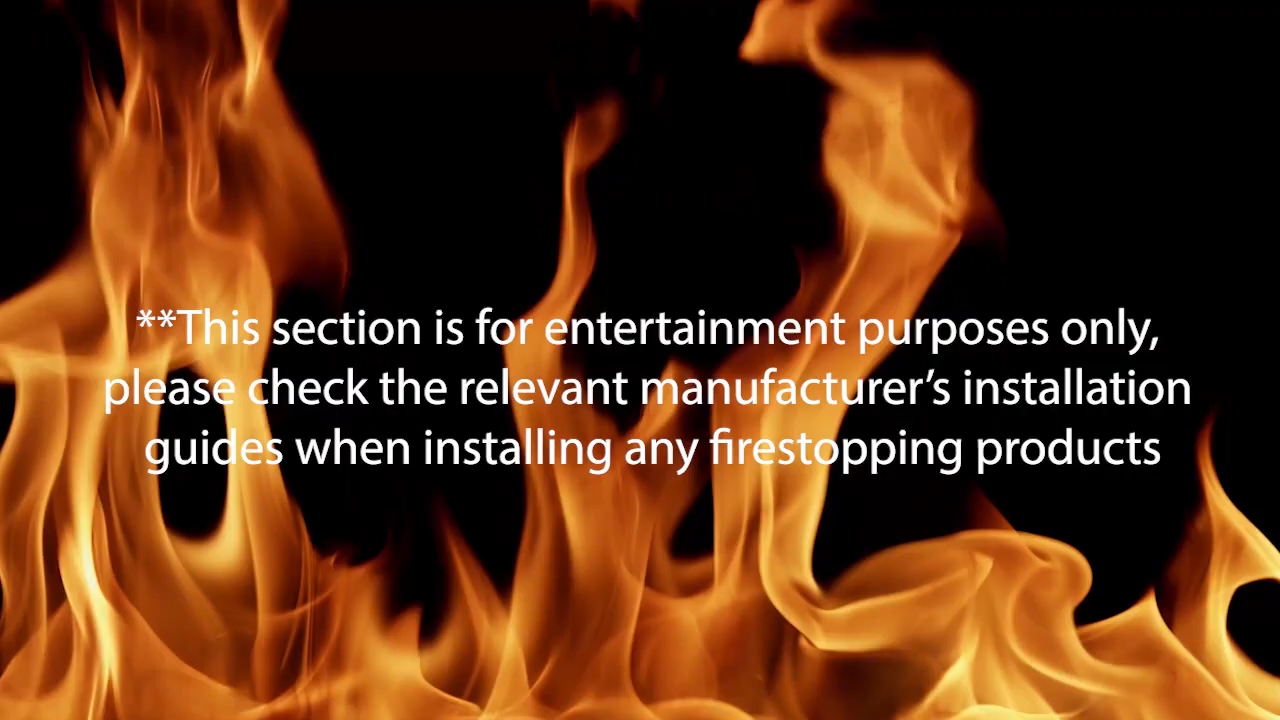 **This section is for entertainment purposes only,
please check the relevant manufacturer’s installation
guides when installing any firestopping products